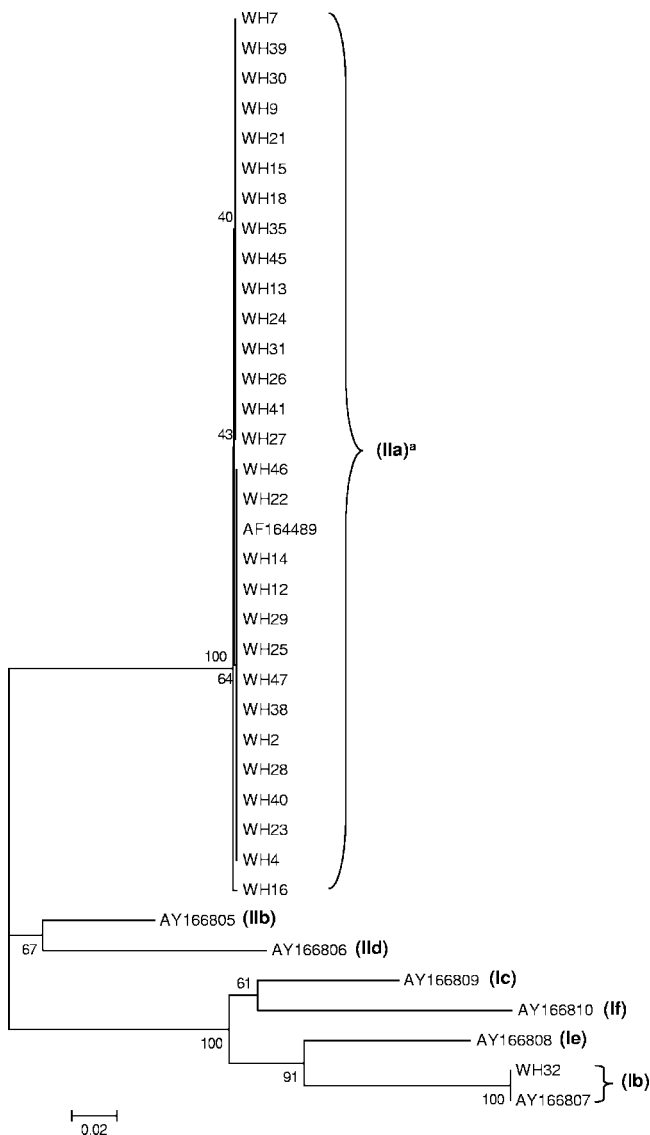 WH7
WH39
WH30
WH9
WH21
WH15
WH18
40
WH35
WH45
WH13
WH24
WH31
WH26
WH41
43
WH27
(IIa)ª
WH46
WH22
AF164489
WH14
WH12
WH29
WH25
100
64
WH47
WH38
WH2
WH28
WH40
WH23
WH4
WH16
AY166805 (IIb)
67
AY166806 (IId)
61
AY166809 (Ic)
AY166810 (If)
100
AY166808 (Ie)
91
WH32
(Ib)
100
AY166807
0.02